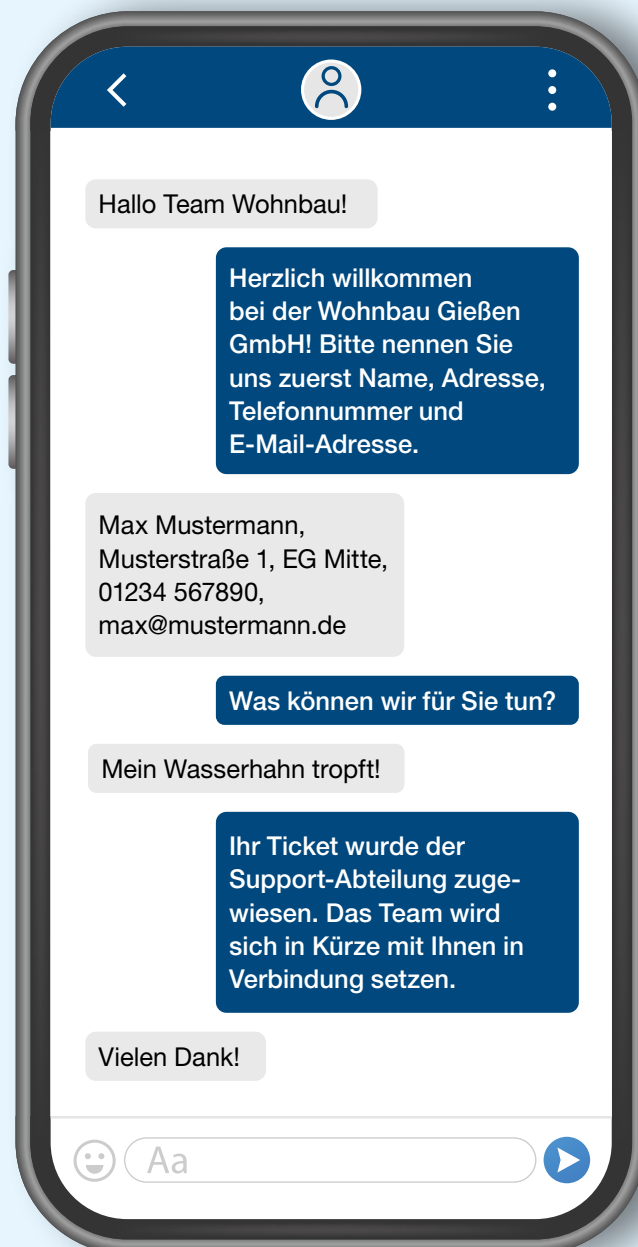 Hallo Team Wohnbau!
Herzlich willkommen
bei der Wohnbau Gießen
GmbH! Bitte nennen Sie
uns zuerst Name, Adresse,
Telefonnummer und
E-Mail-Adresse.
Max Mustermann,
Musterstraße 1, EG Mitte,
01234 567890,
max@mustermann.de
Was können wir für Sie tun?
Mein Wasserhahn tropft!
Ihr Ticket wurde der
Support-Abteilung zuge-
wiesen. Das Team wird
sich in Kürze mit Ihnen in
Verbindung setzen.
Vielen Dank!
Aa